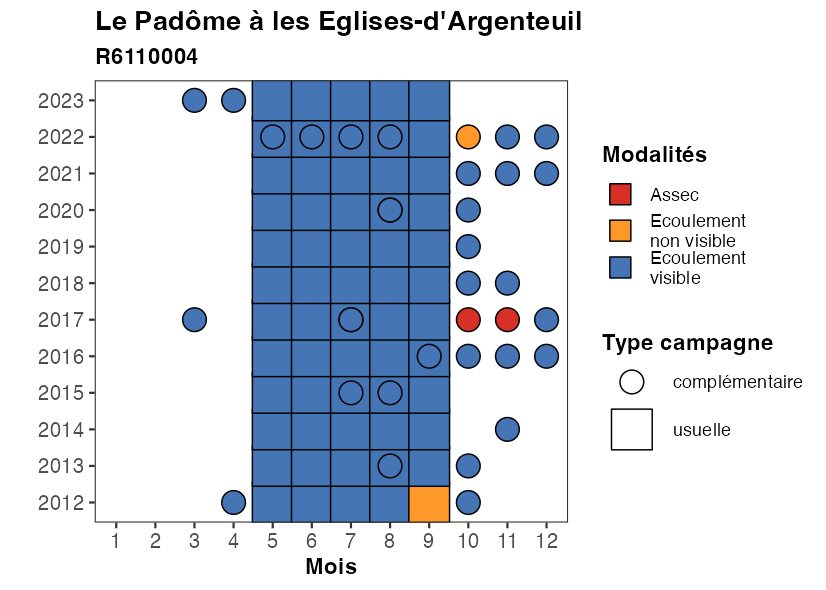 Le Padôme à les Eglises-d'Argenteuil
R6110004
2023
2022
2021
2020
2019
2018
2017
2016
2015
2014
2013
2012
1 2 3 4 5 6 7 8 9 10 11 12
Mois
Modalités
Assec
Ecoulement
non visible
Ecoulement
visible
Type campagne
complémentaire
usuelle